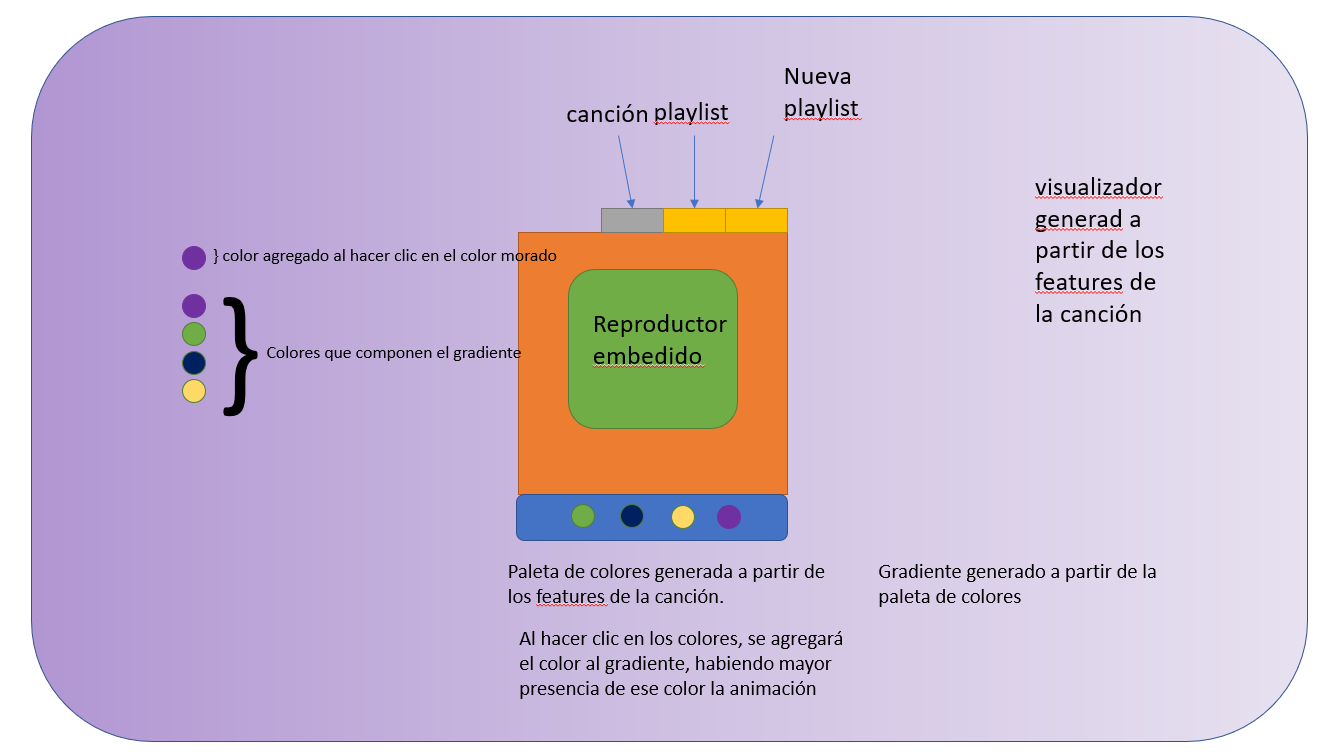 Nueva
playlist
canción playlist
visualizador
generad a
partir de los
features de
la canción
} color agregado al hacer clic en el color morado
} Colores que componen el gradiente
Reproductor
embedido
Paleta de colores generada a partir de
los features de la canción.
Gradiente generado a partir de la
paleta de colores
Al hacer clic en los colores, se agregará
el color al gradiente, habiendo mayor
presencia de ese color la animación